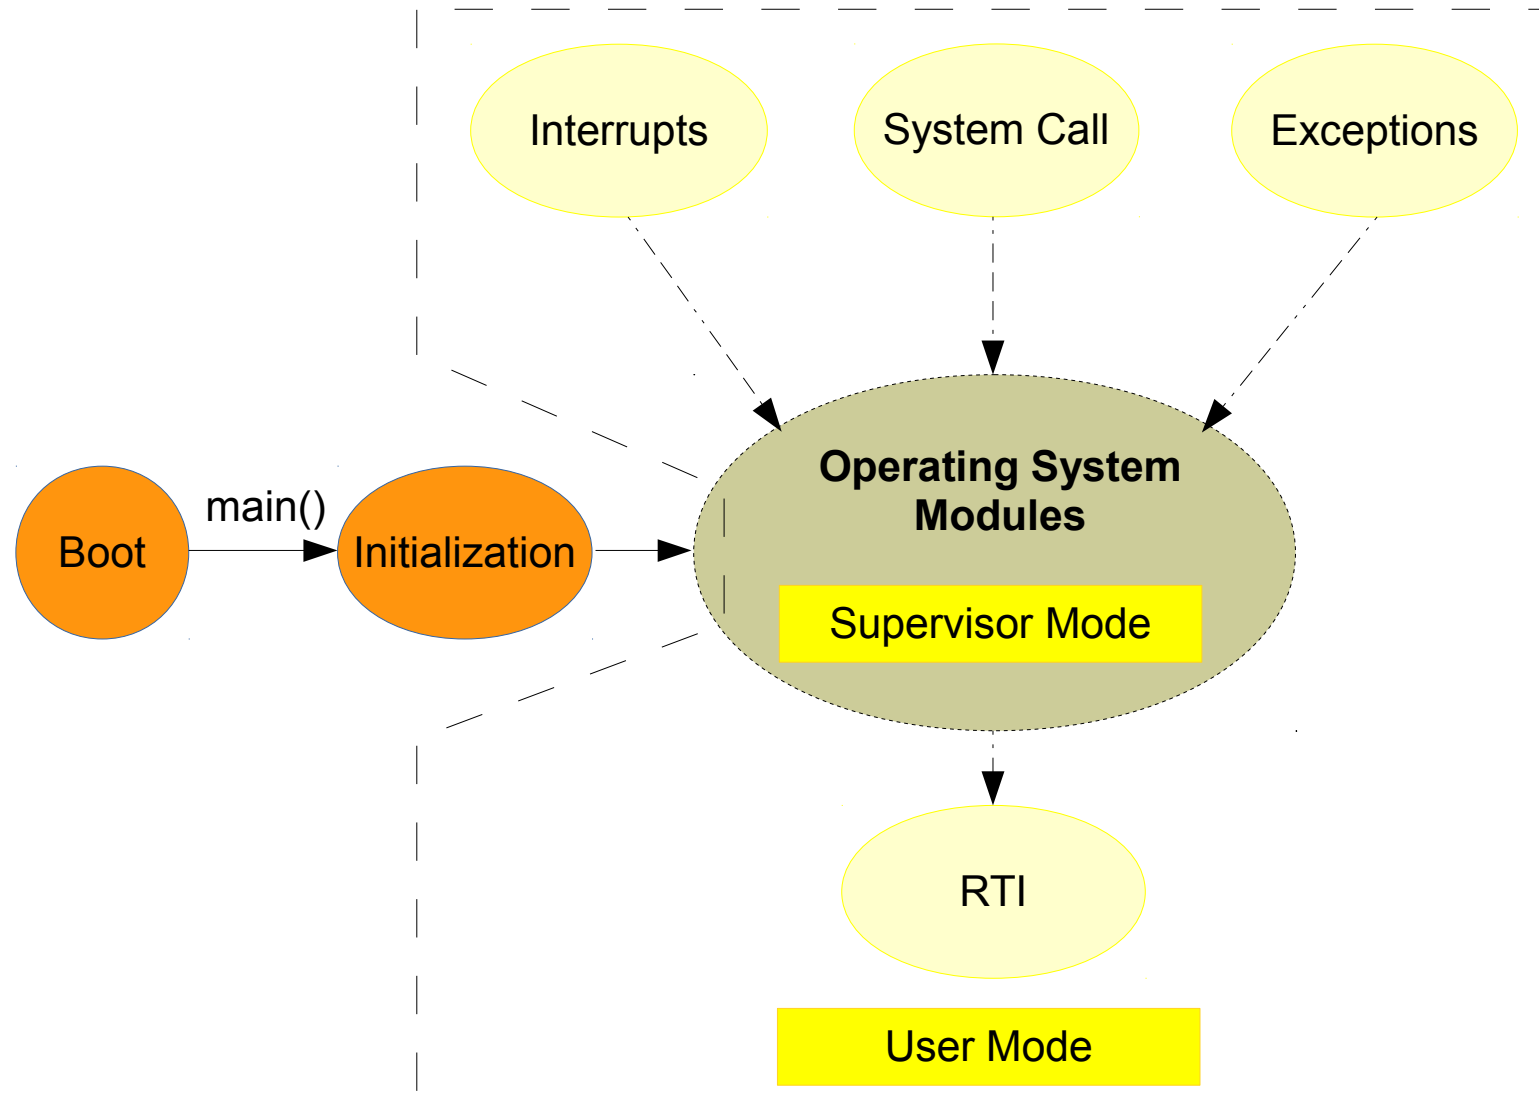 Interrupts
System Call
Exceptions
Boot
main()
Initialization
Operating System
Modules
Supervisor Mode
RTI
User Mode